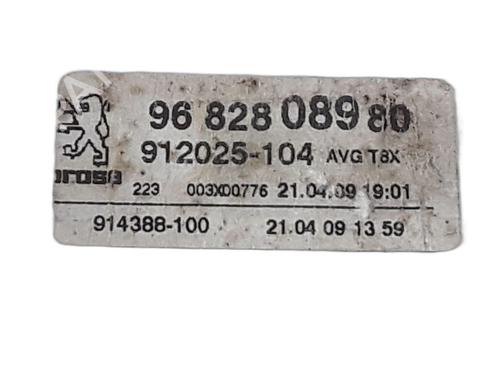 96 828 089 80
912025-104 AVG T8X
brose
223 003X00776 21.04.09 19:01
914388-100 21.04 09 13 59